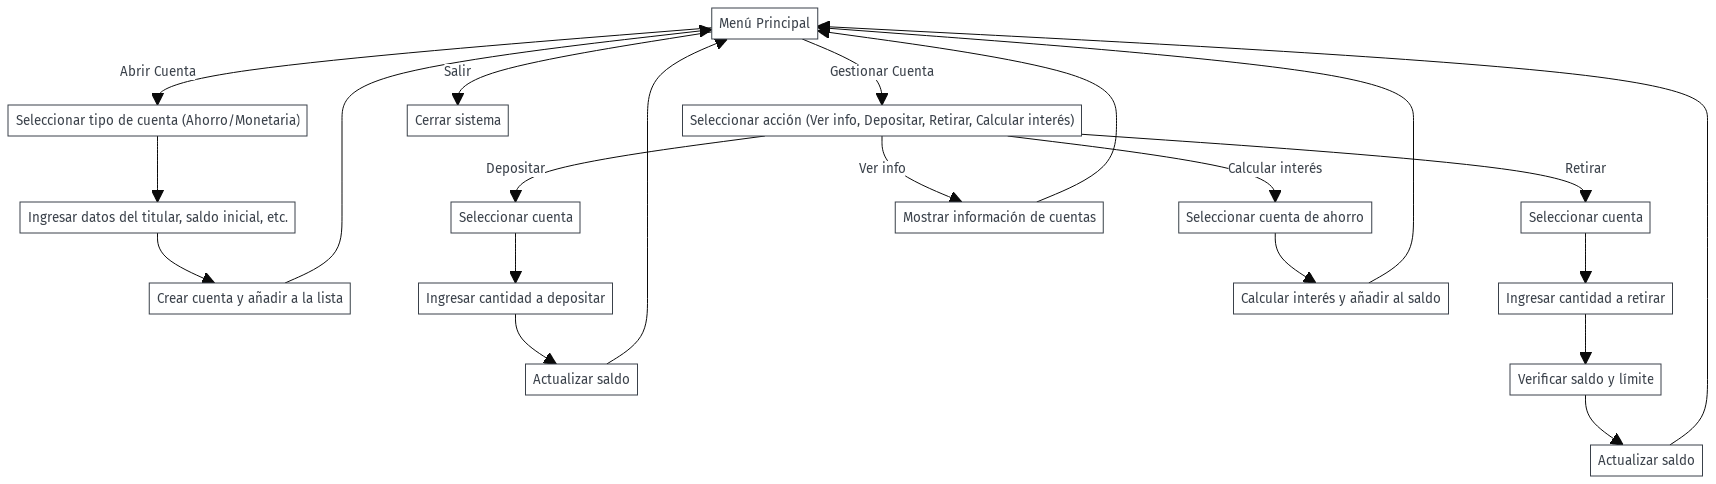 Menú Principal
Abrir Cuenta
Salir
Gestionar Cuenta
Seleccionar tipo de cuenta (Ahorro/Monetaria)
Cerrar sistema
Seleccionar acción (Ver info, Depositar, Retirar, Calcular interés)
Depositar
Ver info
Calcular interés
Retirar
Ingresar datos del titular, saldo inicial, etc.
Seleccionar cuenta
Mostrar información de cuentas
Seleccionar cuenta de ahorro
Seleccionar cuenta
Crear cuenta y añadir a la lista
Ingresar cantidad a depositar
Calcular interés y añadir al saldo
Ingresar cantidad a retirar
Actualizar saldo
Verificar saldo y límite
Actualizar saldo